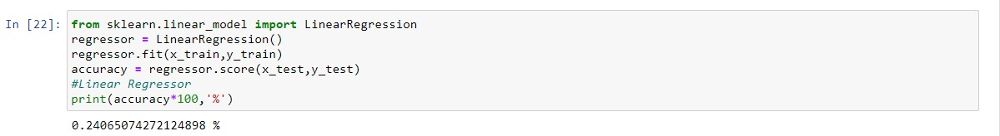 In [22]: from sklearn.linear_model import LinearRegression
regressor = LinearRegression()
regressor.fit(x_train,y_train)
accuracy = regressor.score(x_test,y_test)
#Linear Regressor
print(accuracy*100,'%')
0.24065074272124898 %